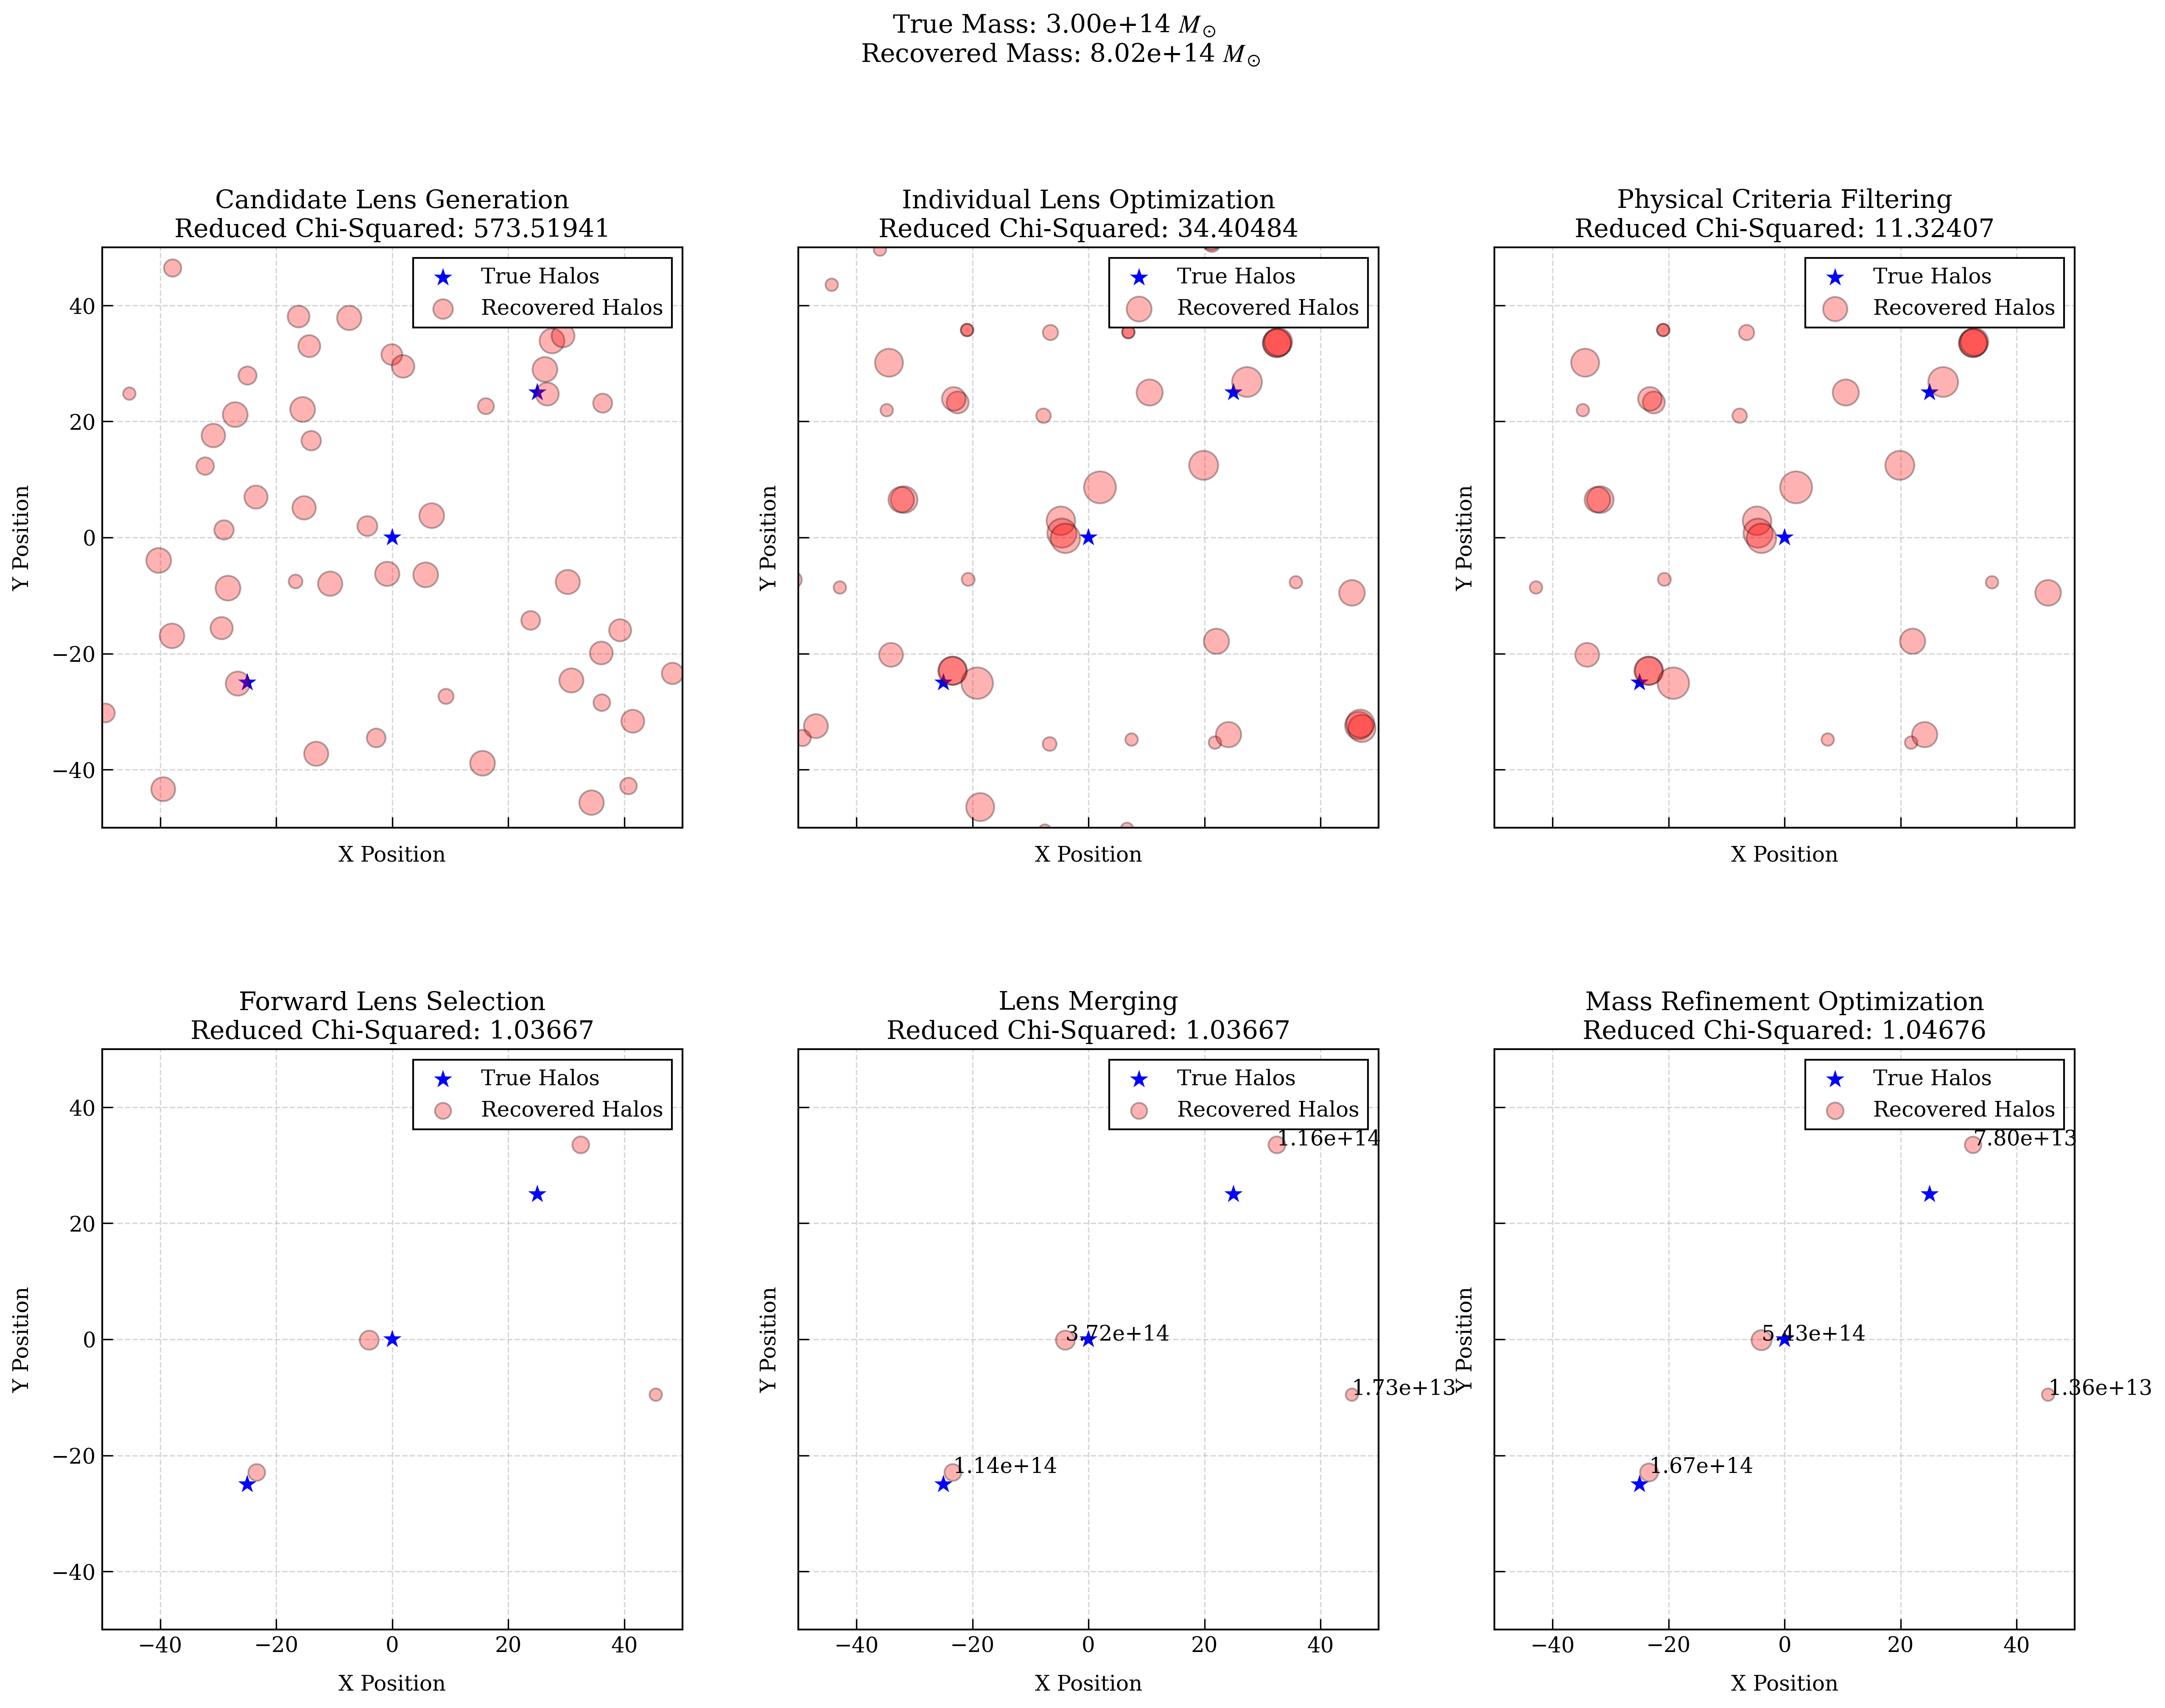 True Mass: 3.00e+14 M⊙
Recovered Mass: 8.02e+14 M⊙
Candidate Lens Generation
Reduced Chi-Squared: 573.51941
True Halos
Recovered Halos
40
20
0
−20
−40
Y Position
X Position
Individual Lens Optimization
Reduced Chi-Squared: 34.40484
True Halos
Recovered Halos
Y Position
X Position
Physical Criteria Filtering
Reduced Chi-Squared: 11.32407
True Halos
Recovered Halos
Y Position
X Position
Forward Lens Selection
Reduced Chi-Squared: 1.03667
True Halos
Recovered Halos
40
20
0
−20
−40
Y Position
−40 −20 0 20 40
X Position
Lens Merging
Reduced Chi-Squared: 1.03667
True Halos
Recovered Halos
1.16e+14
3.72e+14
1.73e+13
1.14e+14
Y Position
−40 −20 0 20 40
X Position
Mass Refinement Optimization
Reduced Chi-Squared: 1.04676
True Halos
Recovered Halos
7.80e+13
5.43e+14
1.36e+13
1.67e+14
Y Position
−40 −20 0 20 40
X Position